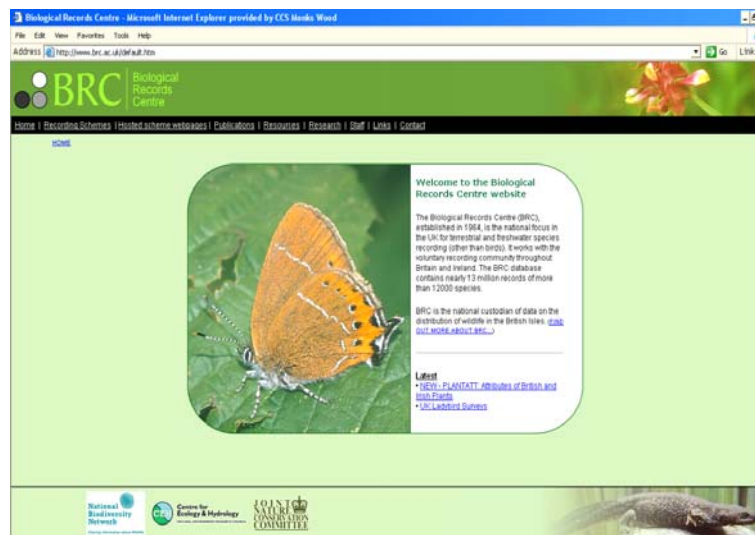 Biological Records Centre - Microsoft Internet Explorer provided by CCS Monks Wood
File Edit View Favorites Tools Help
Address http://www.brc.ac.uk/default.htm Go Links
BRC Biological
Records
Centre
Home | Recording Schemes | Hosted scheme webpages | Publications | Resources | Research | Staff | Links | Contact
HOME
Welcome to the Biological
Records Centre website
The Biological Records Centre (BRC),
established in 1964, is the national focus in
the UK for terrestrial and freshwater species
recording (other than birds). It works with the
voluntary recording community throughout
Britain and Ireland. The BRC database
contains nearly 13 million records of more
than 12000 species.
BRC is the national custodian of data on the
distribution of wildlife in the British Isles. (FIND
OUT MORE ABOUT BRC...)
Latest
• NEW - PLANTATT: Attributes of British and
Irish Plants
• UK Ladybird Surveys
National
Biodiversity
Network
CEH
Centre for
Ecology & Hydrology
JOINT
NATURE
CONSERVATION
COMMITTEE